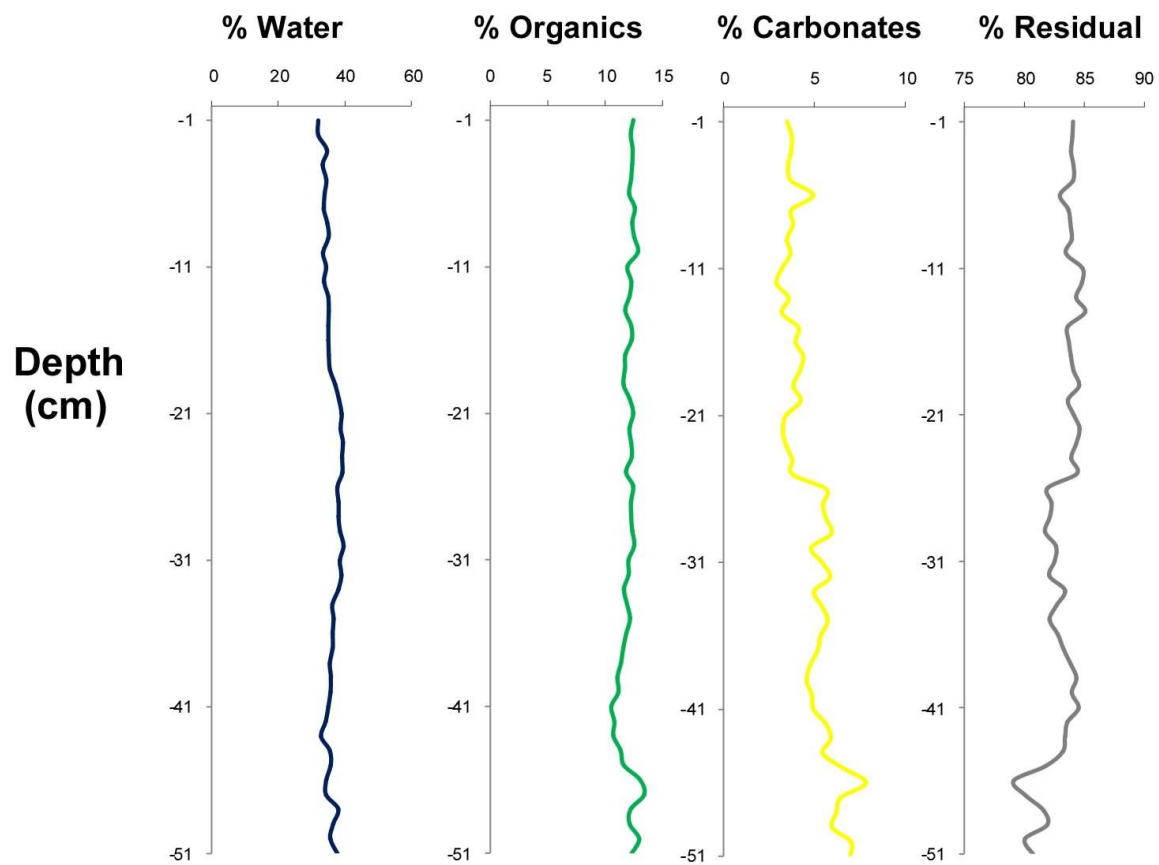 % Water % Organics % Carbonates % Residual
0 20 40 60 0 5 10 15 0 5 10 75 80 85 90
-1 -1 -1 -1
-11 -11 -11 -11
Depth
(cm)
-21 -21 -21 -21
-31 -31 -31 -31
-41 -41 -41 -41
-51 -51 -51 -51